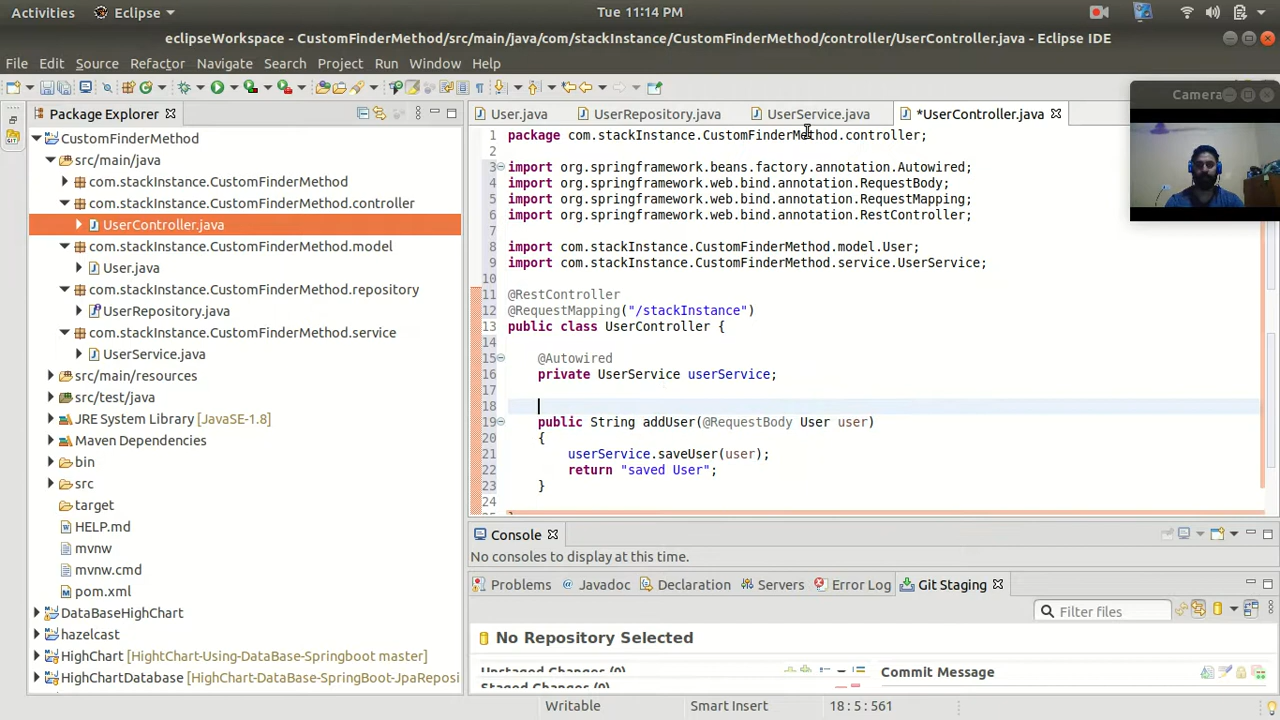 Activities Eclipse Tue 11:14 PM
eclipseWorkspace - CustomFinderMethod/src/main/java/com/stackInstance/CustomFinderMethod/controller/UserController.java - Eclipse IDE
File Edit Source Refactor Navigate Search Project Run Window Help
Package Explorer
CustomFinderMethod
src/main/java
com.stackInstance.CustomFinderMethod
com.stackInstance.CustomFinderMethod.controller
UserController.java
com.stackInstance.CustomFinderMethod.model
User.java
com.stackInstance.CustomFinderMethod.repository
UserRepository.java
com.stackInstance.CustomFinderMethod.service
UserService.java
src/main/resources
src/test/java
JRE System Library [JavaSE-1.8]
Maven Dependencies
bin
src
target
HELP.md
mvnw
mvnw.cmd
pom.xml
DataBaseHighChart
hazelcast
HighChart [HightChart-Using-DataBase-Springboot master]
HighChartDatabase [HighChart-DataBase-SpringBoot-JpaReposi
User.java UserRepository.java UserService.java *UserController.java
Camera
1 package com.stackInstance.CustomFinderMethod.controller;
2
3 import org.springframework.beans.factory.annotation.Autowired;
4 import org.springframework.web.bind.annotation.RequestBody;
5 import org.springframework.web.bind.annotation.RequestMapping;
6 import org.springframework.web.bind.annotation.RestController;
7
8 import com.stackInstance.CustomFinderMethod.model.User;
9 import com.stackInstance.CustomFinderMethod.service.UserService;
10
11 @RestController
12 @RequestMapping("/stackInstance")
13 public class UserController {
14
15 @Autowired
16 private UserService userService;
17
18
19 public String addUser(@RequestBody User user)
20 {
21 userService.saveUser(user);
22 return "saved User";
23 }
24
Console
No consoles to display at this time.
Problems Javadoc Declaration Servers Error Log Git Staging
Filter files
No Repository Selected
Unstaged Changes (0)
Staged Changes (0)
Commit Message
Writable Smart Insert 18 : 5 : 561